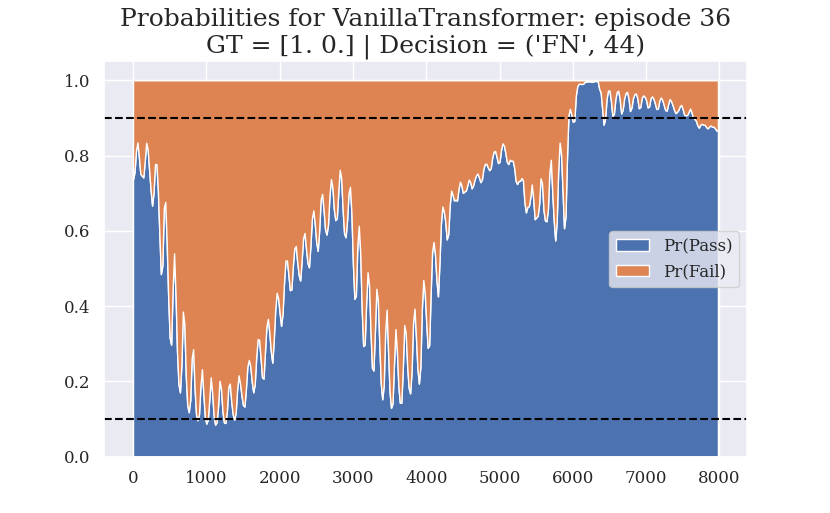 Probabilities for VanillaTransformer: episode 36
GT = [1. 0.] | Decision = ('FN', 44)
1.0
0.8
0.6
0.4
0.2
0.0
Pr(Pass)
Pr(Fail)
0 1000 2000 3000 4000 5000 6000 7000 8000